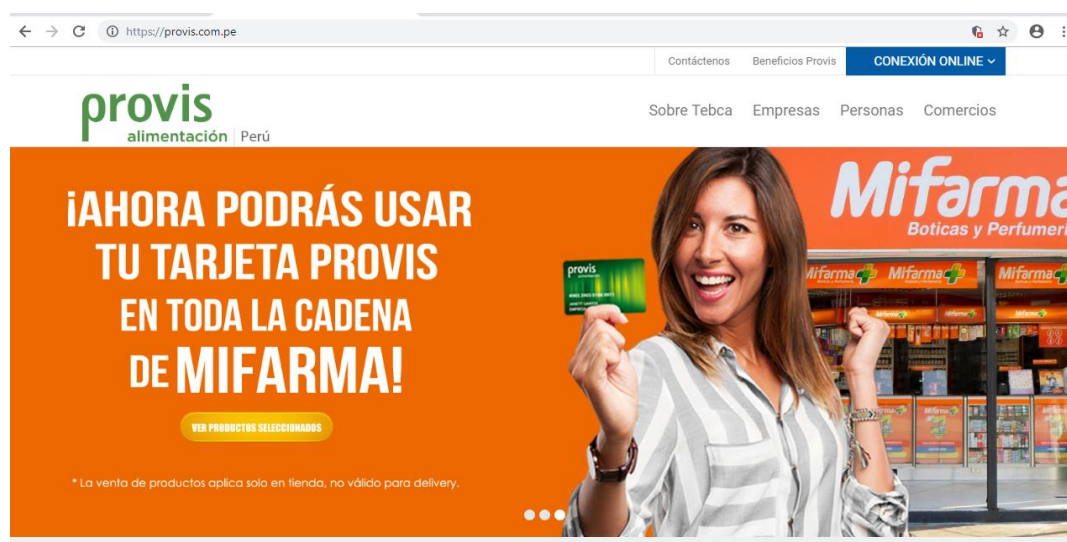 https://provis.com.pe
Contáctenos Beneficios Provis CONEXIÓN ONLINE
provis
alimentación Perú
Sobre Tebca Empresas Personas Comercios
¡AHORA PODRÁS USAR
TU TARJETA PROVIS
EN TODA LA CADENA
DE MIFARMA!
VER PRODUCTOS SELECCIONADOS
* La venta de productos aplica solo en tienda, no válido para delivery.
provis
Mifarma
Boticas y Perfumerí
Mifarma Mifarma Mifarma